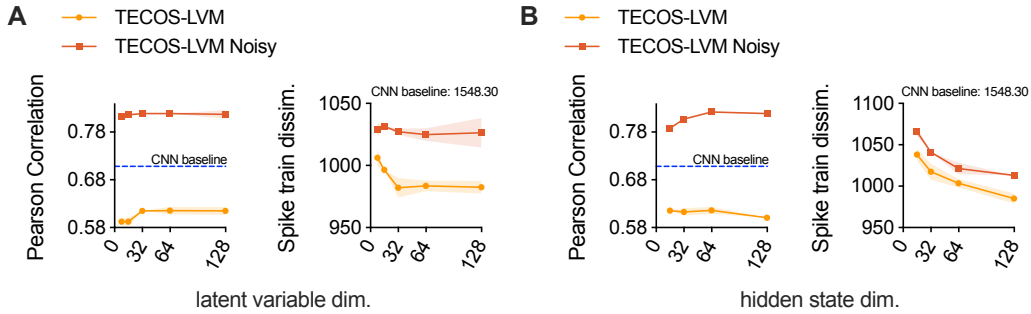 A
TECOS-LVM
TECOS-LVM Noisy
Pearson Correlation
0.78
0.68
0.58
CNN baseline
0
32
64
128
Spike train dissim.
CNN baseline: 1548.30
1050
1000
950
0
32
64
128
latent variable dim.
B
TECOS-LVM
TECOS-LVM Noisy
Pearson Correlation
0.78
0.68
0.58
CNN baseline
0
32
64
128
Spike train dissim.
CNN baseline: 1548.30
1100
1050
1000
950
0
32
64
128
hidden state dim.